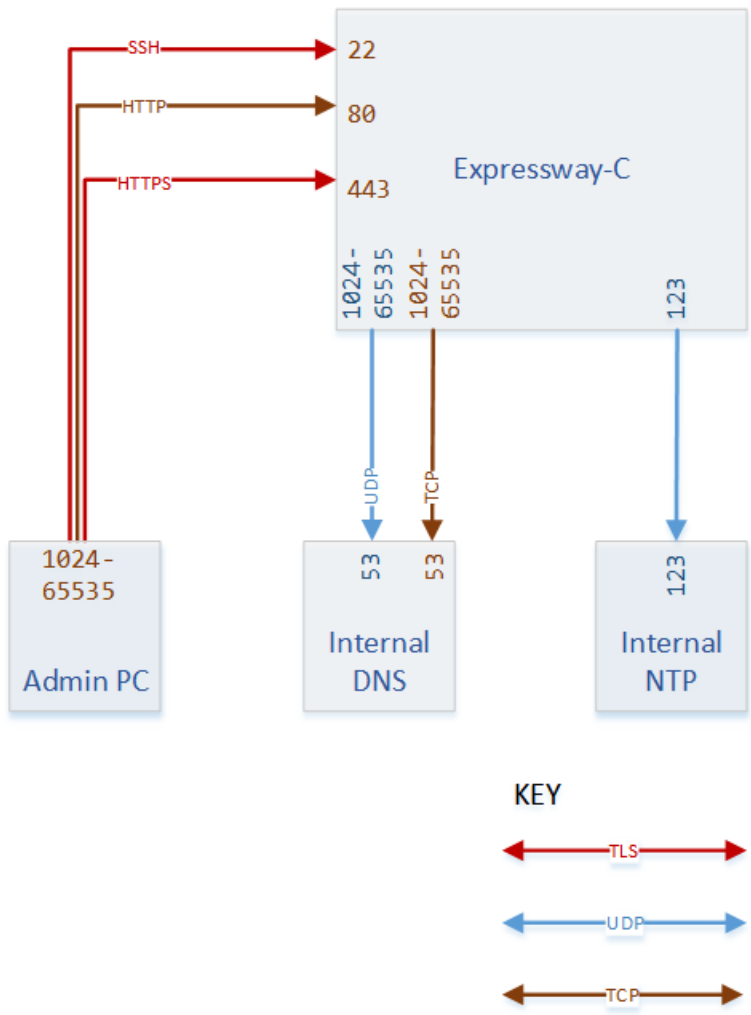 SSH
22
HTTP
80
Expressway-C
HTTPS
443
1024-
65535
1024-
65535
123
UDP
TCP
1024-
65535
Admin PC
53
53
Internal
DNS
123
Internal
NTP
KEY
TLS
UDP
TCP